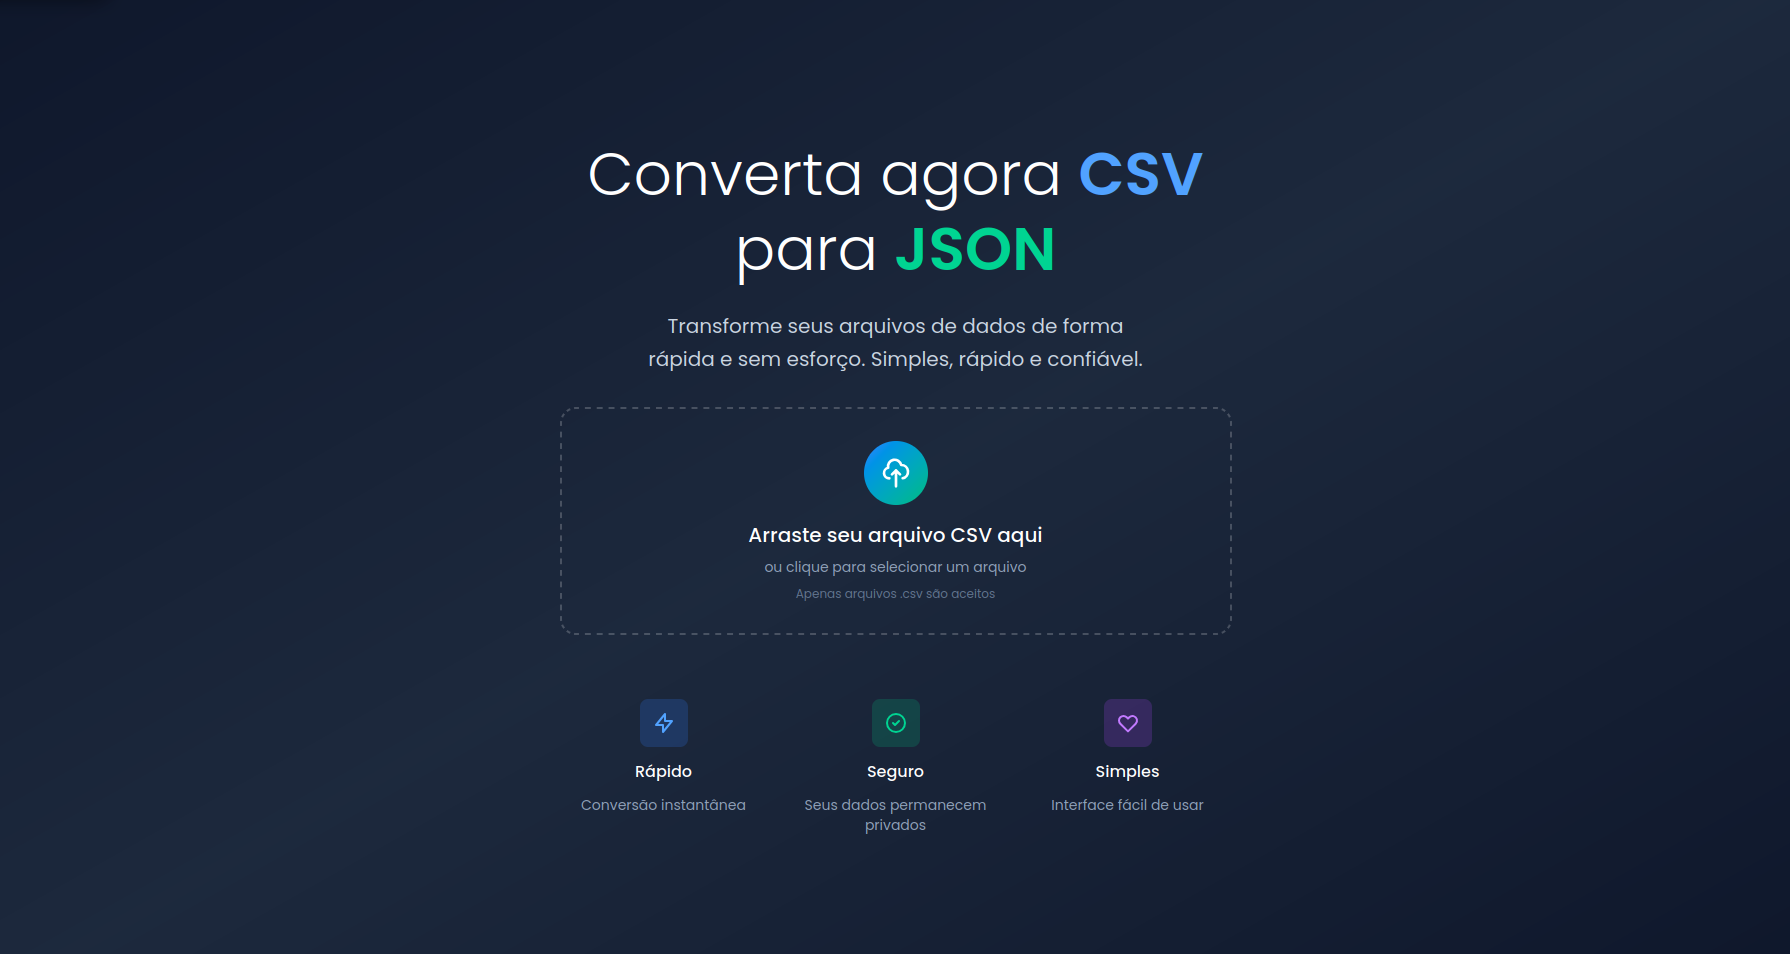 Converta agora CSV
para JSON
Transforme seus arquivos de dados de forma
rápida e sem esforço. Simples, rápido e confiável.
Arraste seu arquivo CSV aqui
ou clique para selecionar um arquivo
Apenas arquivos .csv são aceitos
Rápido
Conversão instantânea
Seguro
Seus dados permanecem
privados
Simples
Interface fácil de usar